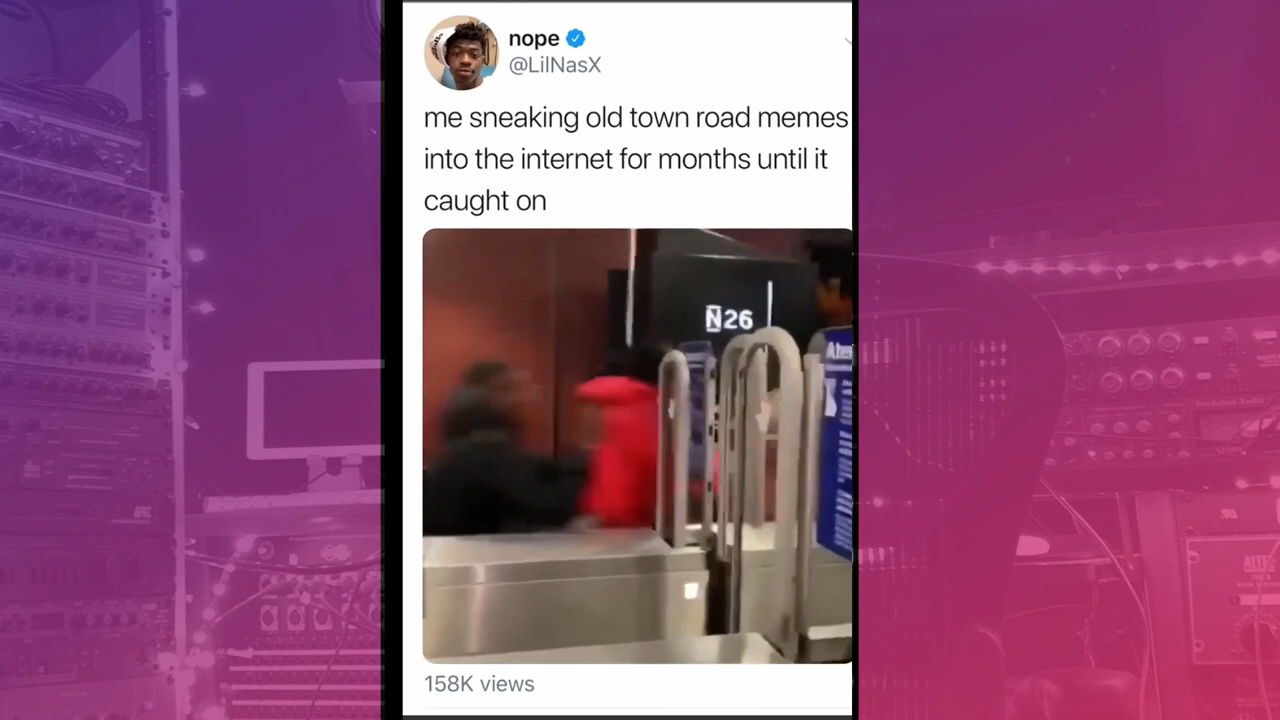 nope
@LilNasX
me sneaking old town road memes
into the internet for months until it
caught on
N26
158K views